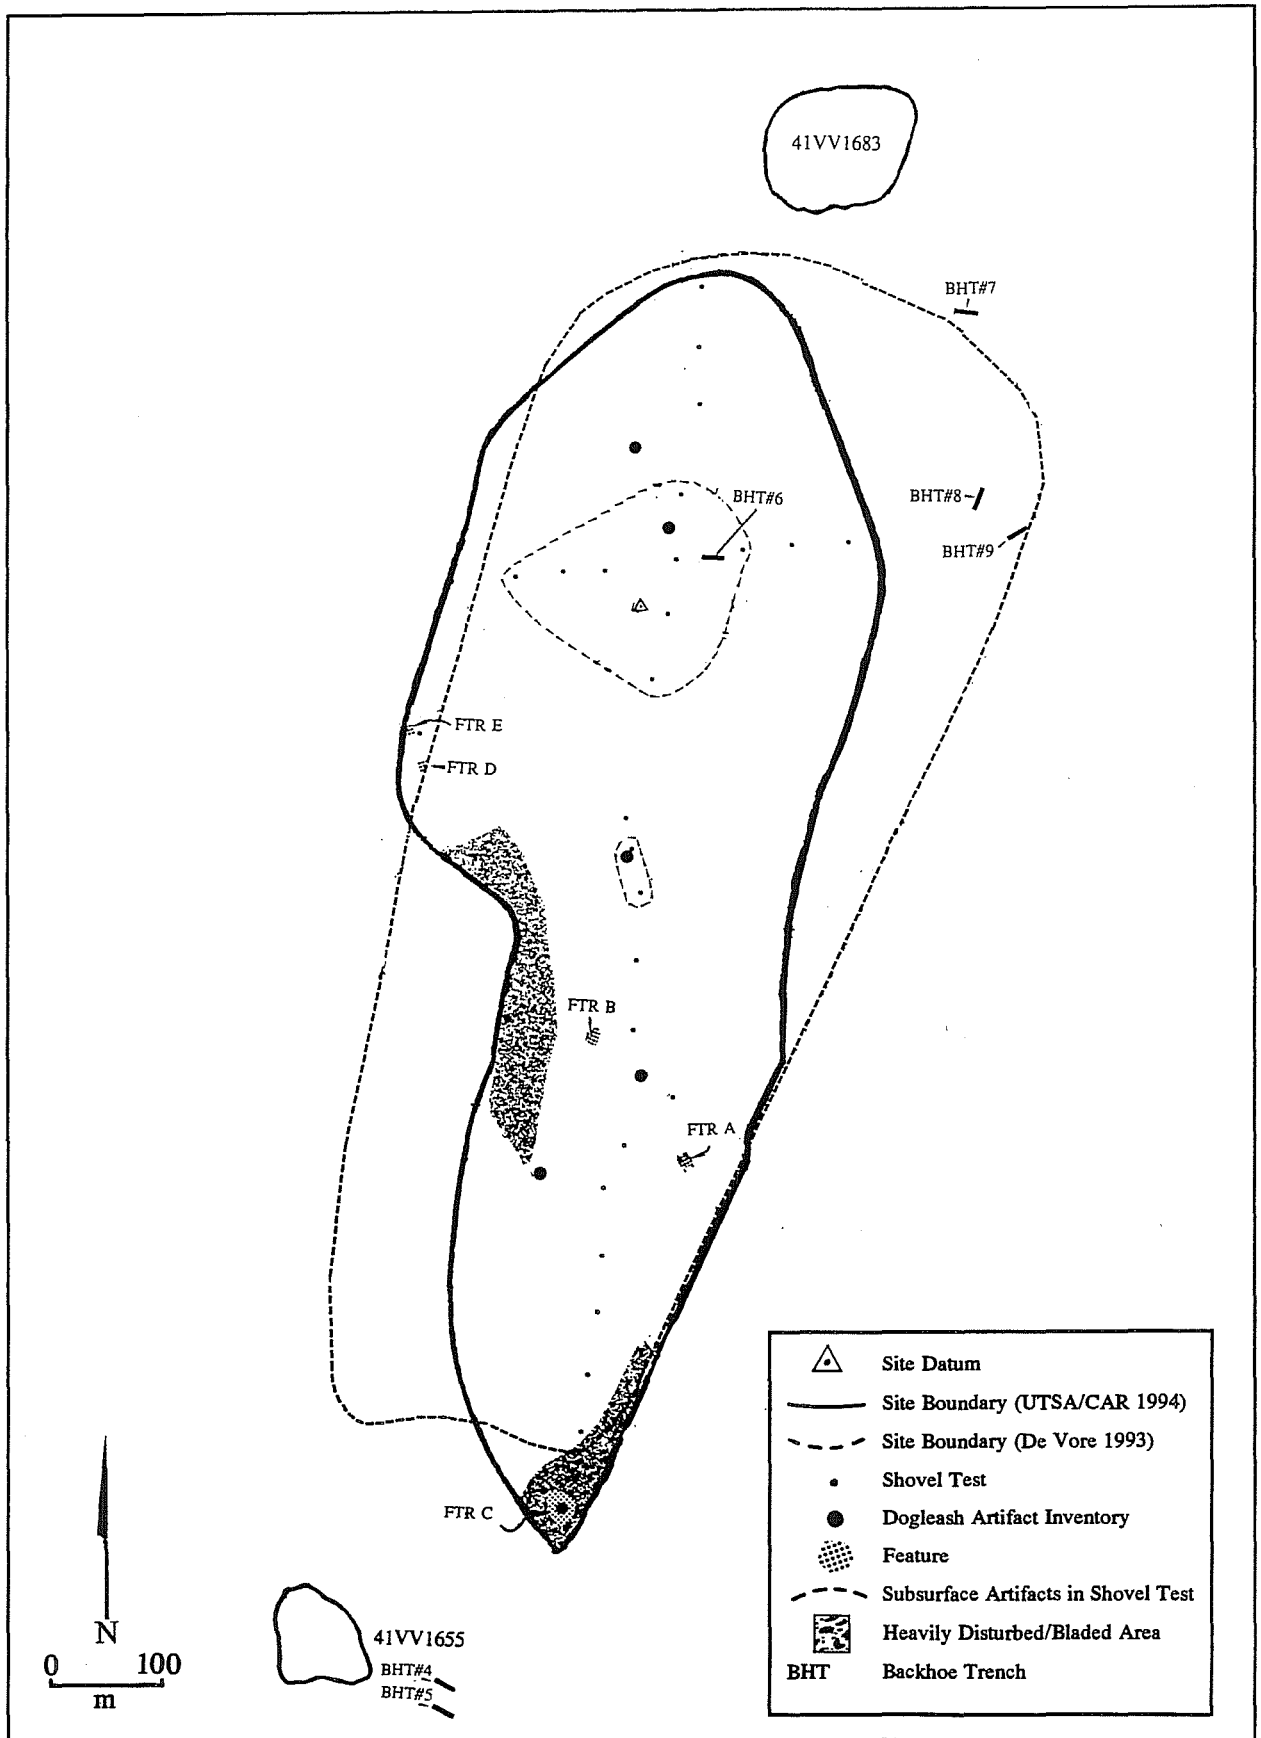 41VV1683
BHT#7
BHT#6
BHT#8
BHT#9
FTR E
FTR D
FTR B
FTR A
FTR C
41VV1655
BHT#4
BHT#5
N
0 100
m
Site Datum
Site Boundary (UTSA/CAR 1994)
Site Boundary (De Vore 1993)
Shovel Test
Dogleash Artifact Inventory
Feature
Subsurface Artifacts in Shovel Test
Heavily Disturbed/Bladed Area
BHT Backhoe Trench